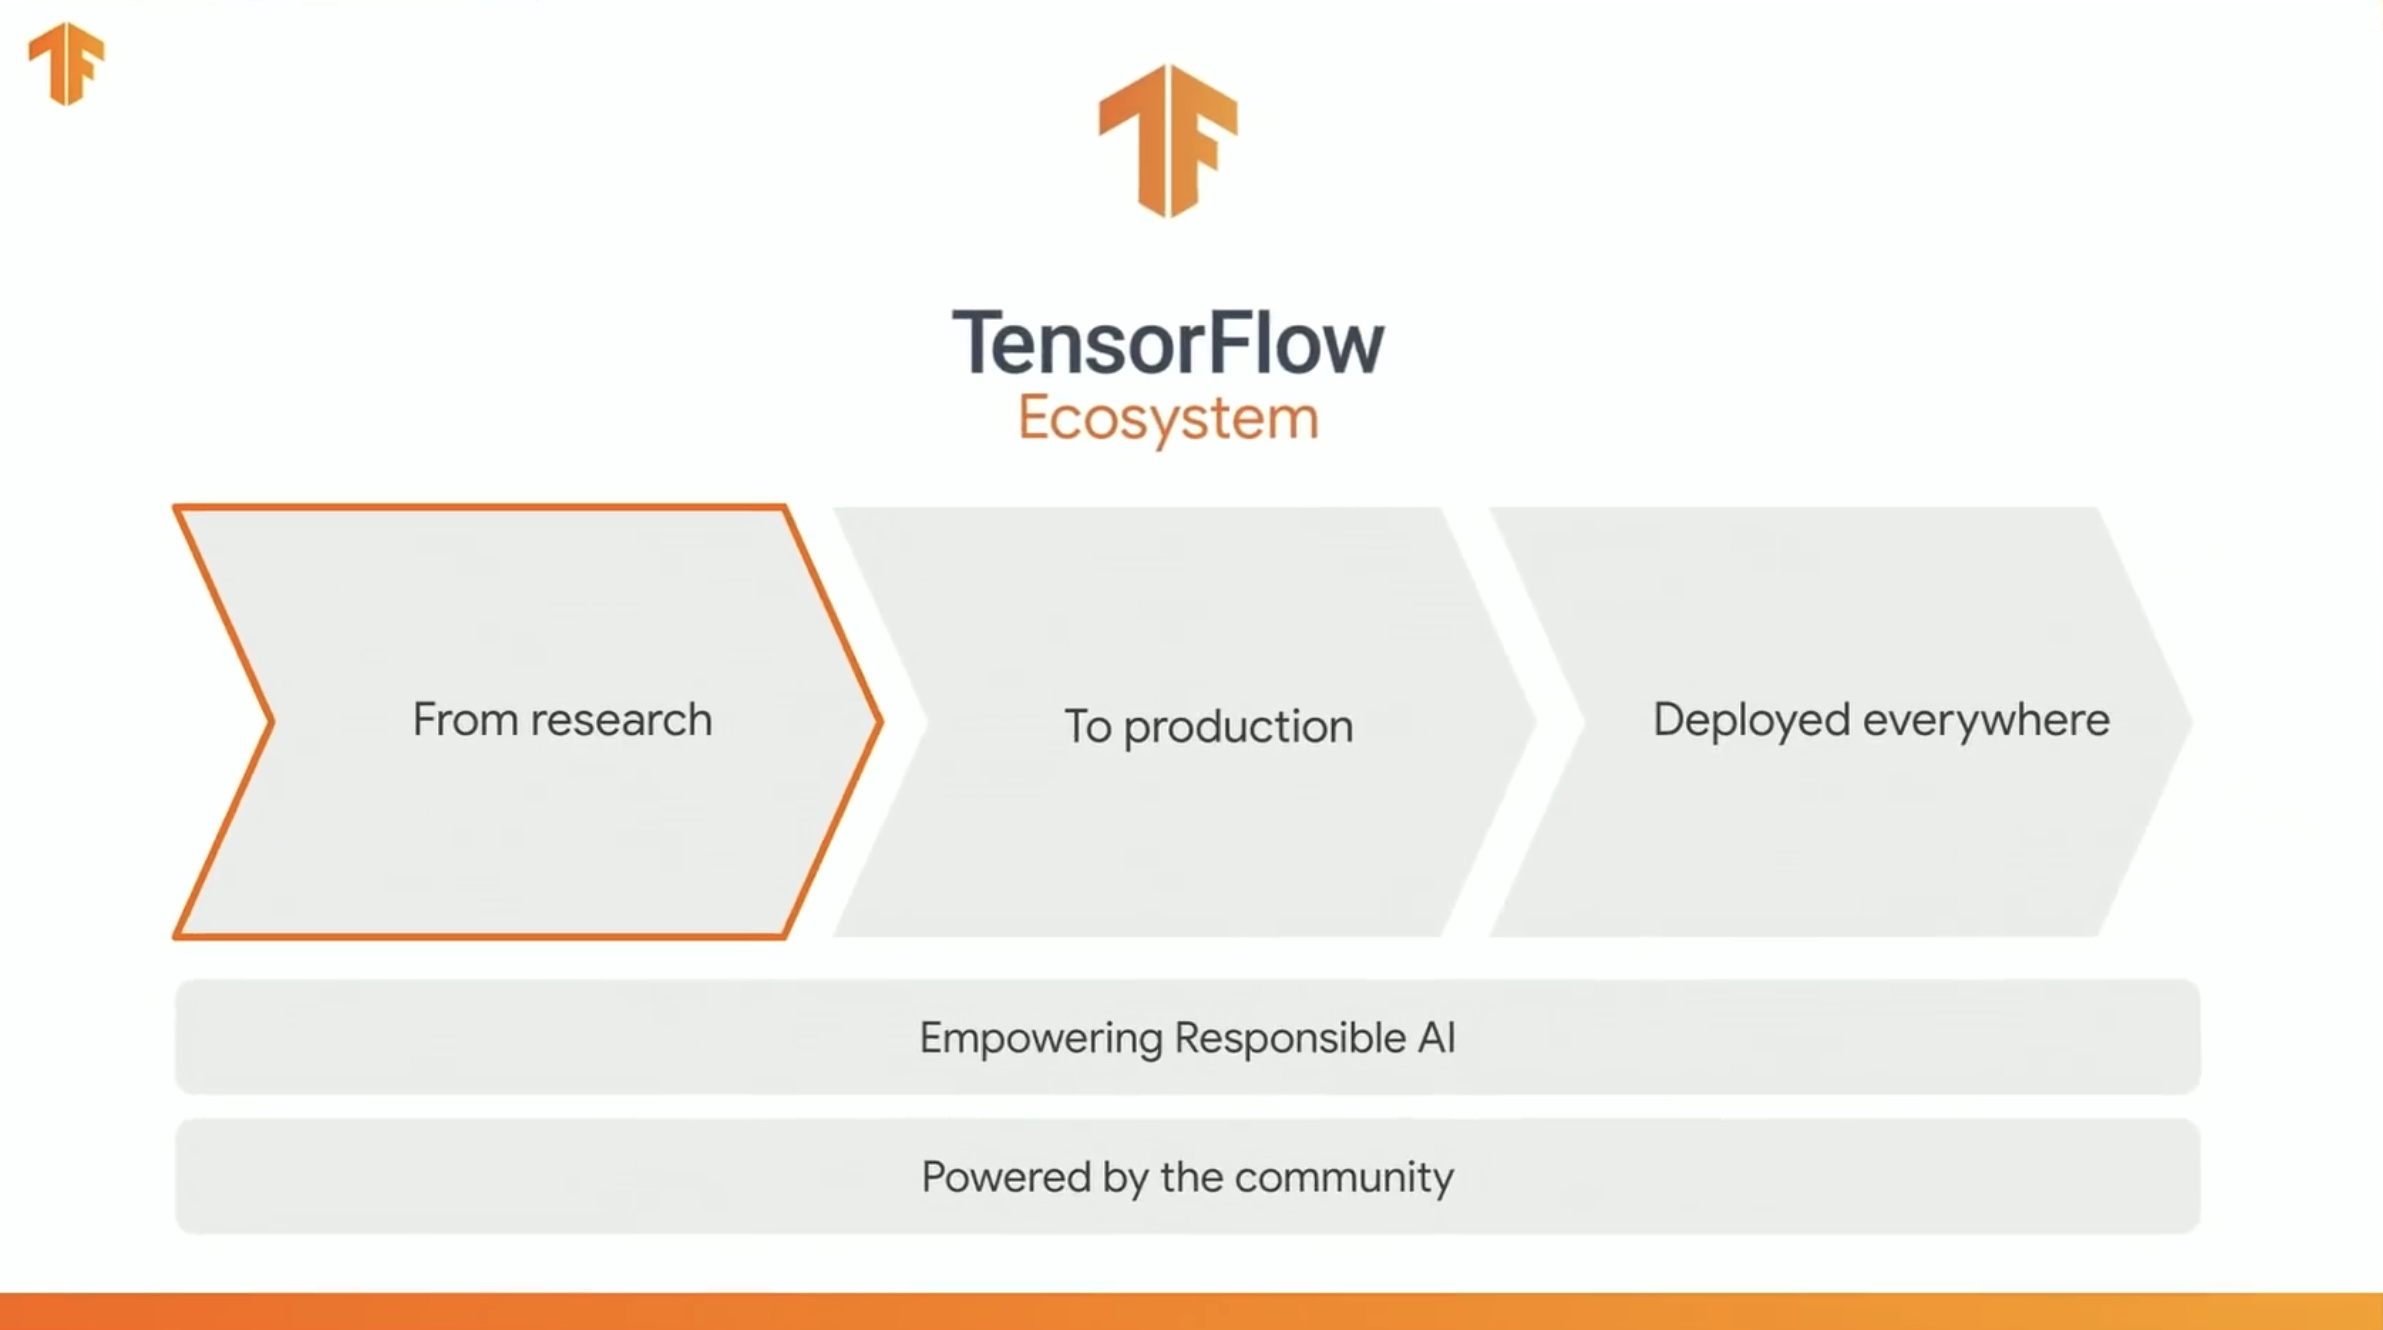 TensorFlow
Ecosystem
From research
To production
Deployed everywhere
Empowering Responsible AI
Powered by the community